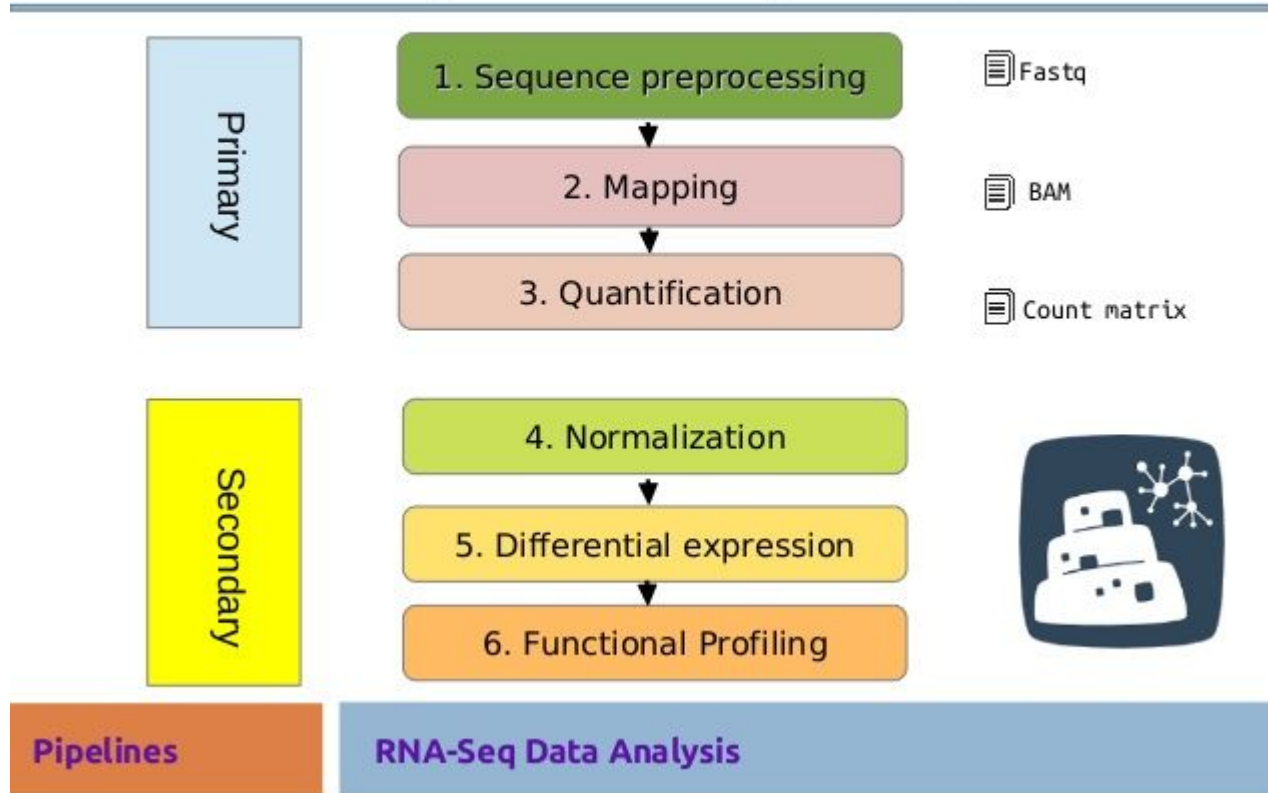 Primary
1. Sequence preprocessing
Fastq
2. Mapping
BAM
3. Quantification
Count matrix
Secondary
4. Normalization
5. Differential expression
6. Functional Profiling
Pipelines
RNA-Seq Data Analysis